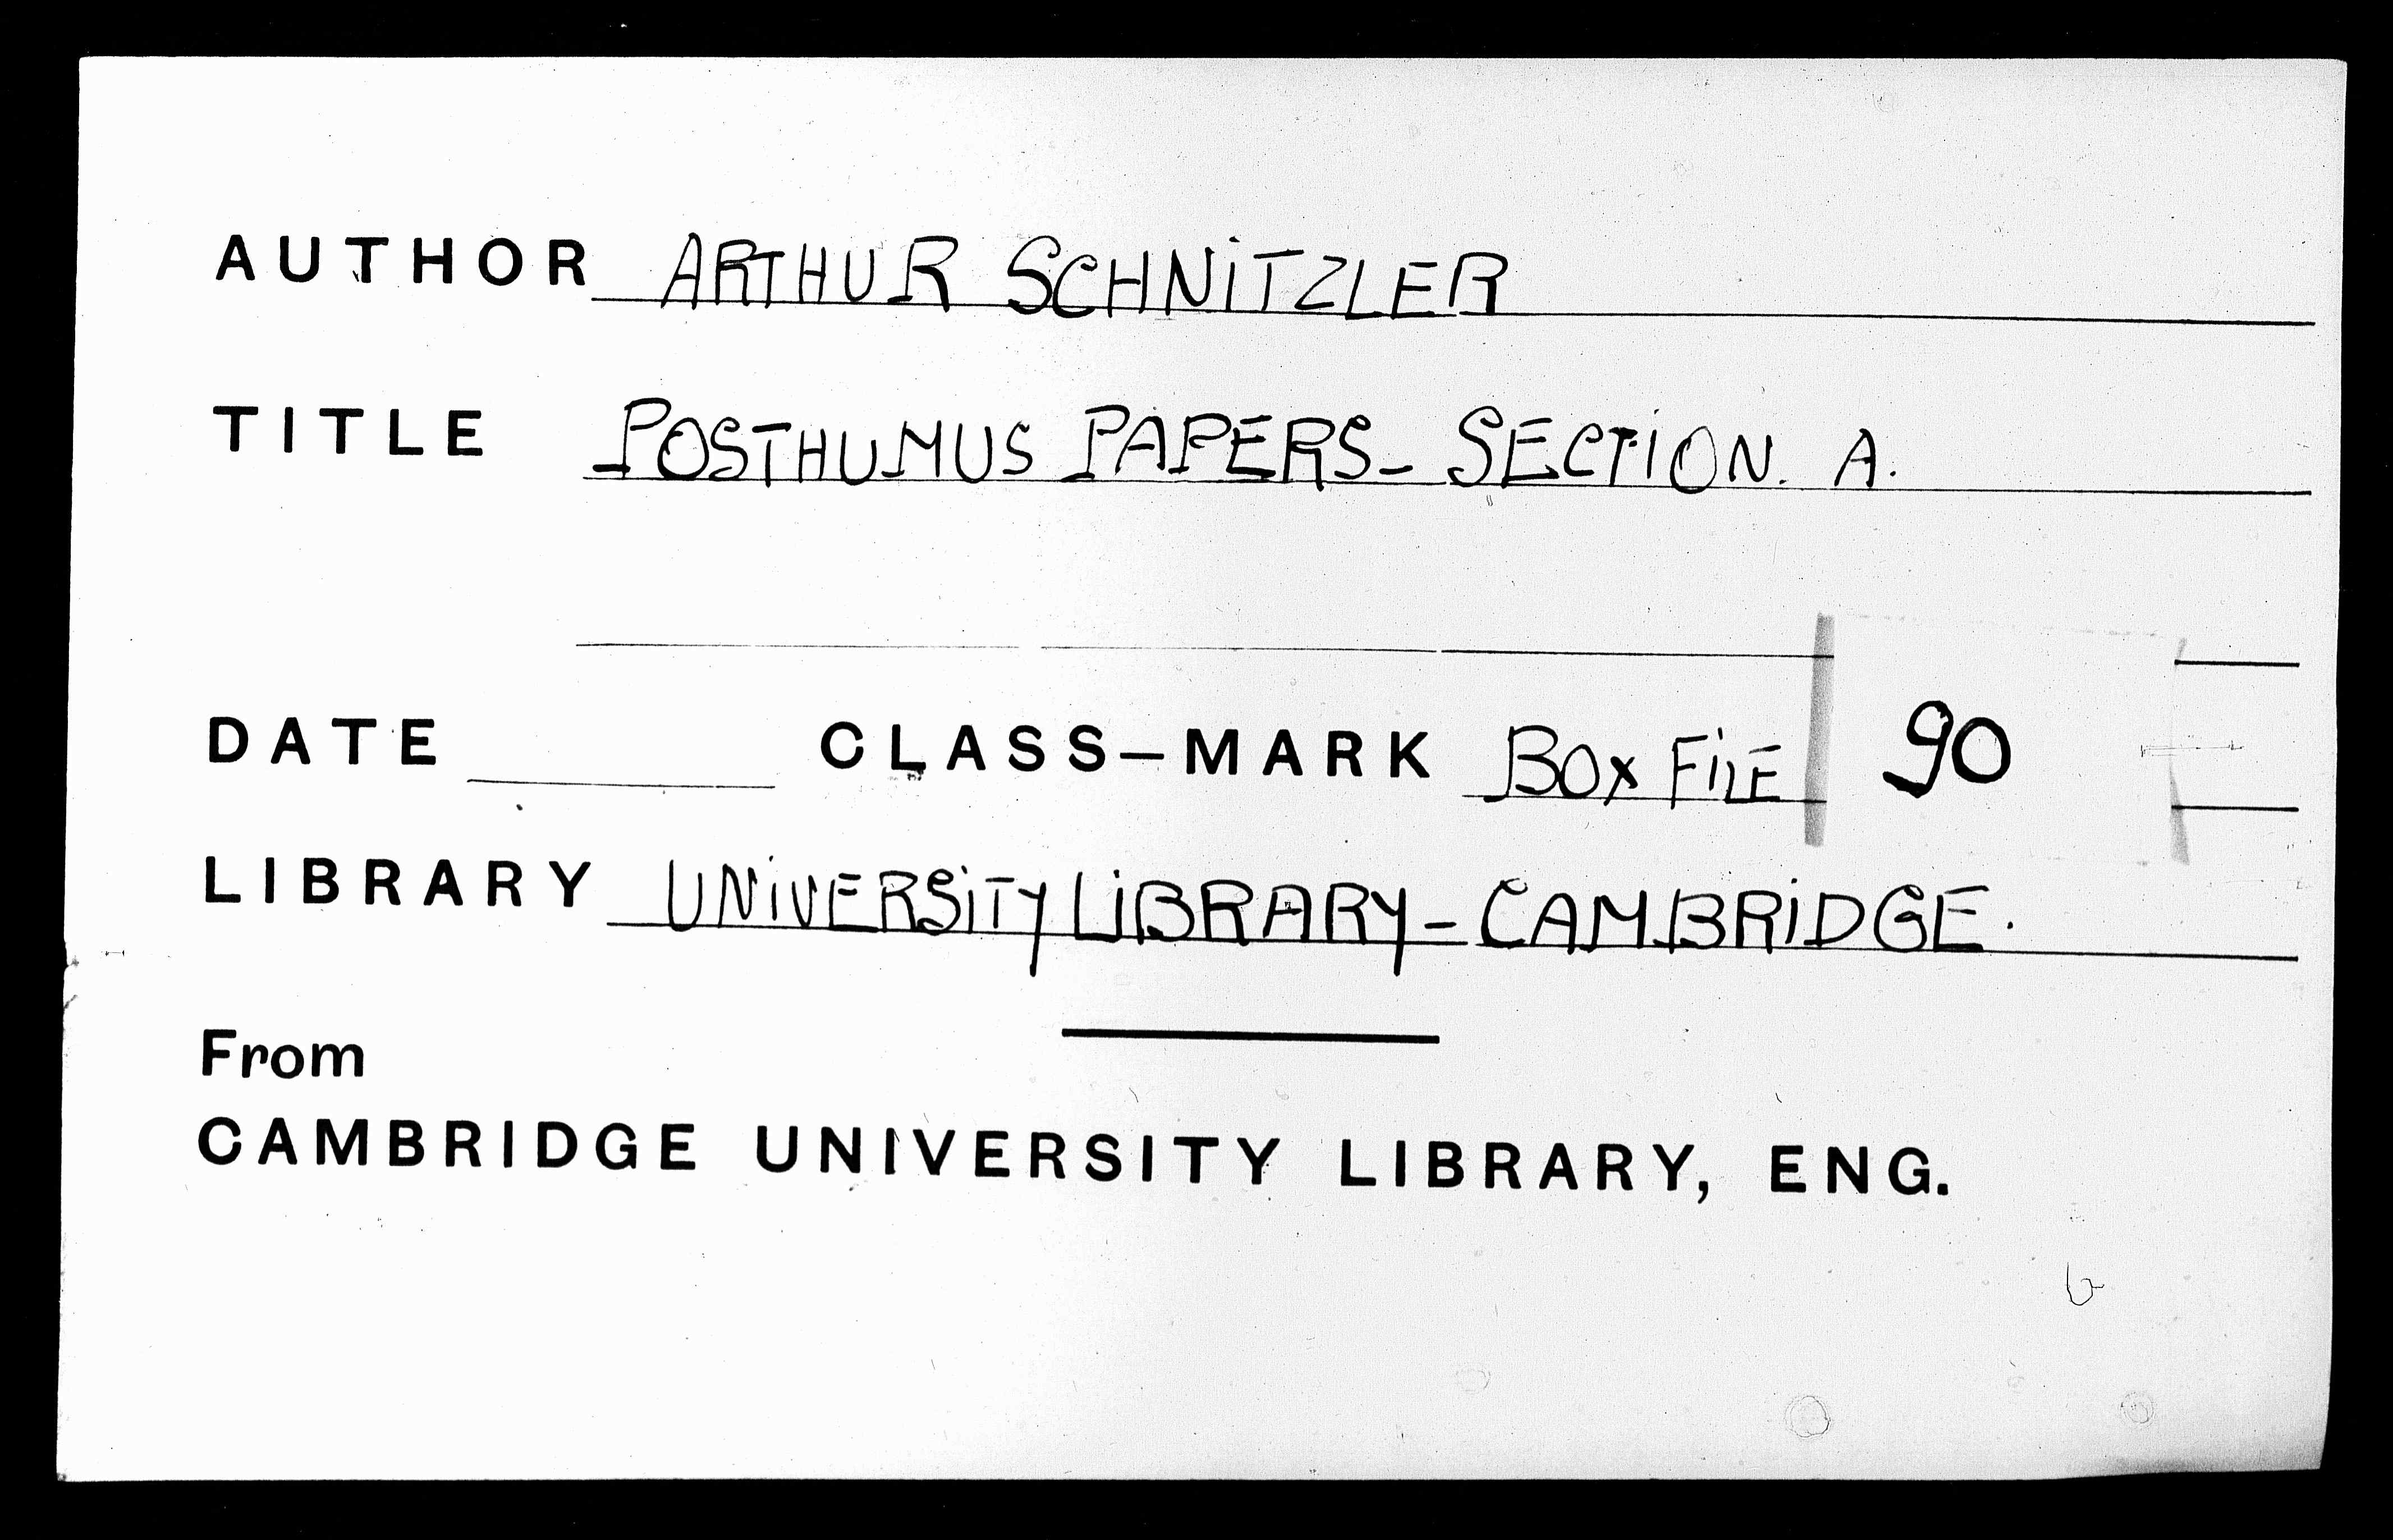 AUTHOR ARTHUR SCHNITZLER
TITLE POSTHUMUS PAPERS- SECTION. A.
DATE CLASS-MARK BOX FILE 90
LIBRARY UNIVERSITY LIBRARY - CAMBRIDGE.
From
CAMBRIDGE UNIVERSITY LIBRARY, ENG.